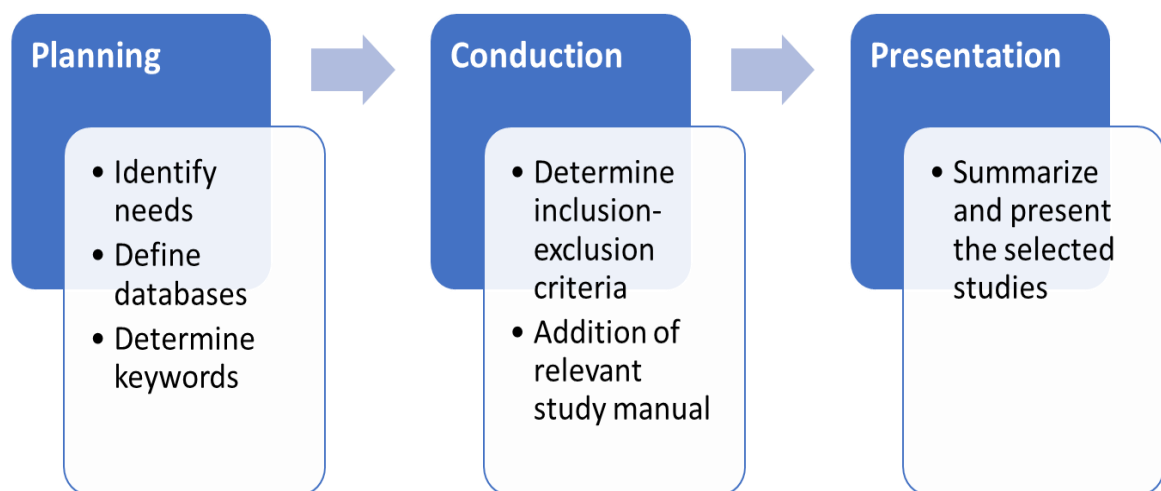 Planning
• Identify
needs
• Define
databases
• Determine
keywords
Conduction
• Determine
inclusion-
exclusion
criteria
• Addition of
relevant
study manual
Presentation
• Summarize
and present
the selected
studies